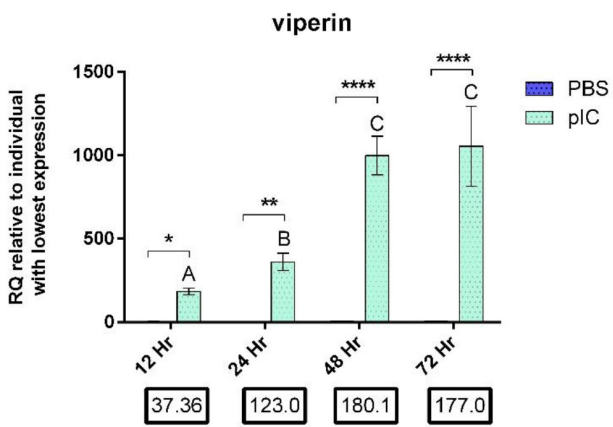 viperin
RQ relative to individual
with lowest expression
1500
1000
500
0
*
A
**
B
****
C
****
C
PBS
pIC
12 Hr
24 Hr
48 Hr
72 Hr
37.36
123.0
180.1
177.0